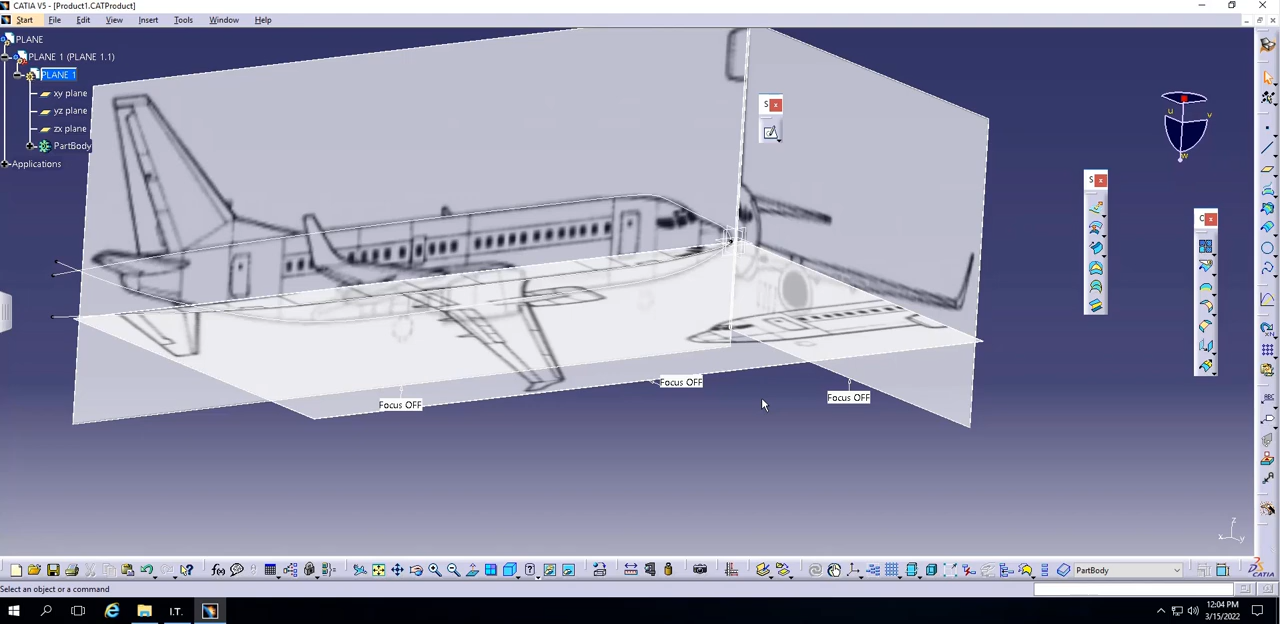 CATIA V5 - [Product1.CATProduct]
Start File Edit View Insert Tools Window Help
PLANE
PLANE 1 (PLANE 1.1)
PLANE 1
xy plane
yz plane
zx plane
PartBody
Applications
S
S
C
u
v
w
Focus OFF
Focus OFF
Focus OFF
z
x
y
f(x)
PartBody
CATIA
Select an object or a command
I.T.
12:04 PM
3/15/2022